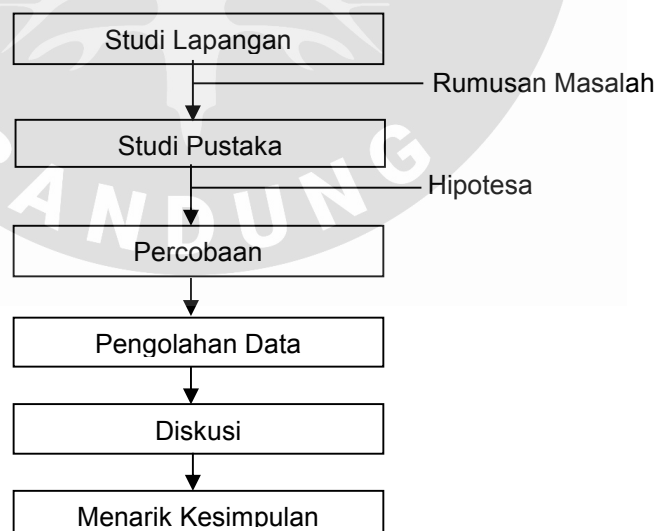 Studi Lapangan
Rumusan Masalah
Studi Pustaka
Hipotesa
Percobaan
Pengolahan Data
Diskusi
Menarik Kesimpulan